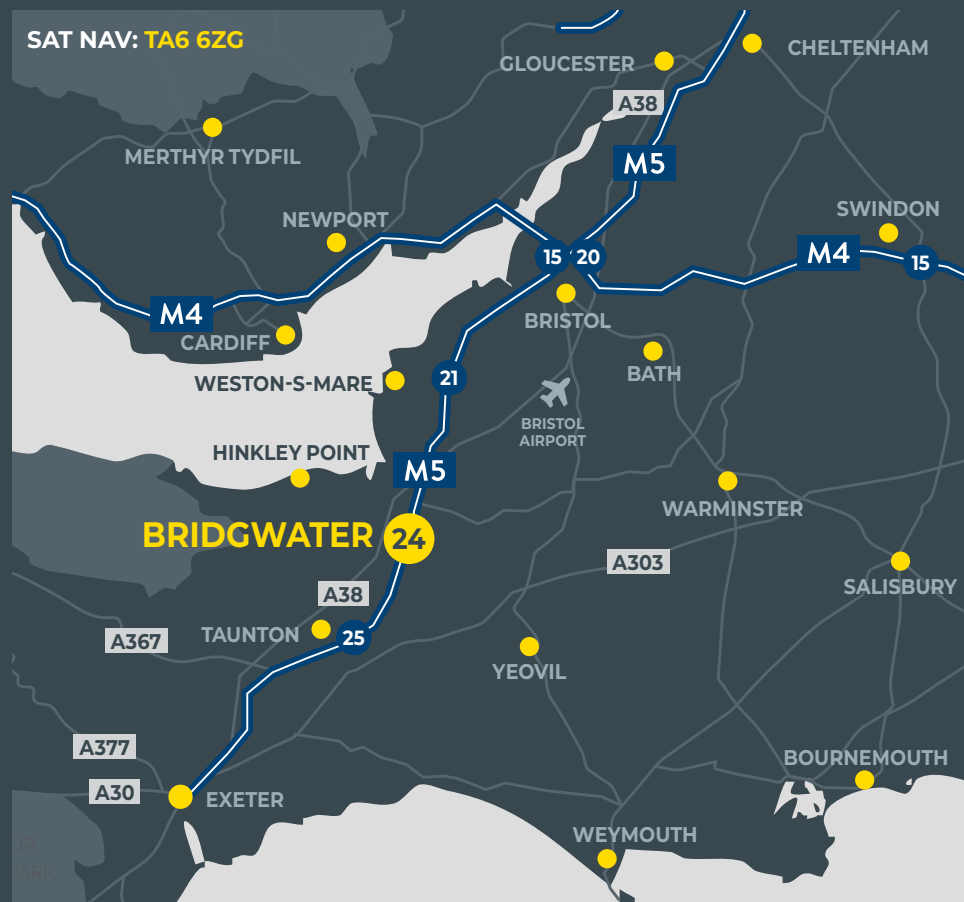 SAT NAV: TA6 6ZG
CHELTENHAM
GLOUCESTER
A38
MERTHYR TYDFIL
M5
SWINDON
NEWPORT
M4
15
20
15
M4
BRISTOL
CARDIFF
BATH
WESTON-S-MARE
21
BRISTOL
AIRPORT
HINKLEY POINT
M5
WARMINSTER
BRIDGWATER
24
A303
SALISBURY
A38
TAUNTON
25
A367
YEOVIL
A377
BOURNEMOUTH
A30
EXETER
WEYMOUTH
OR
PARK